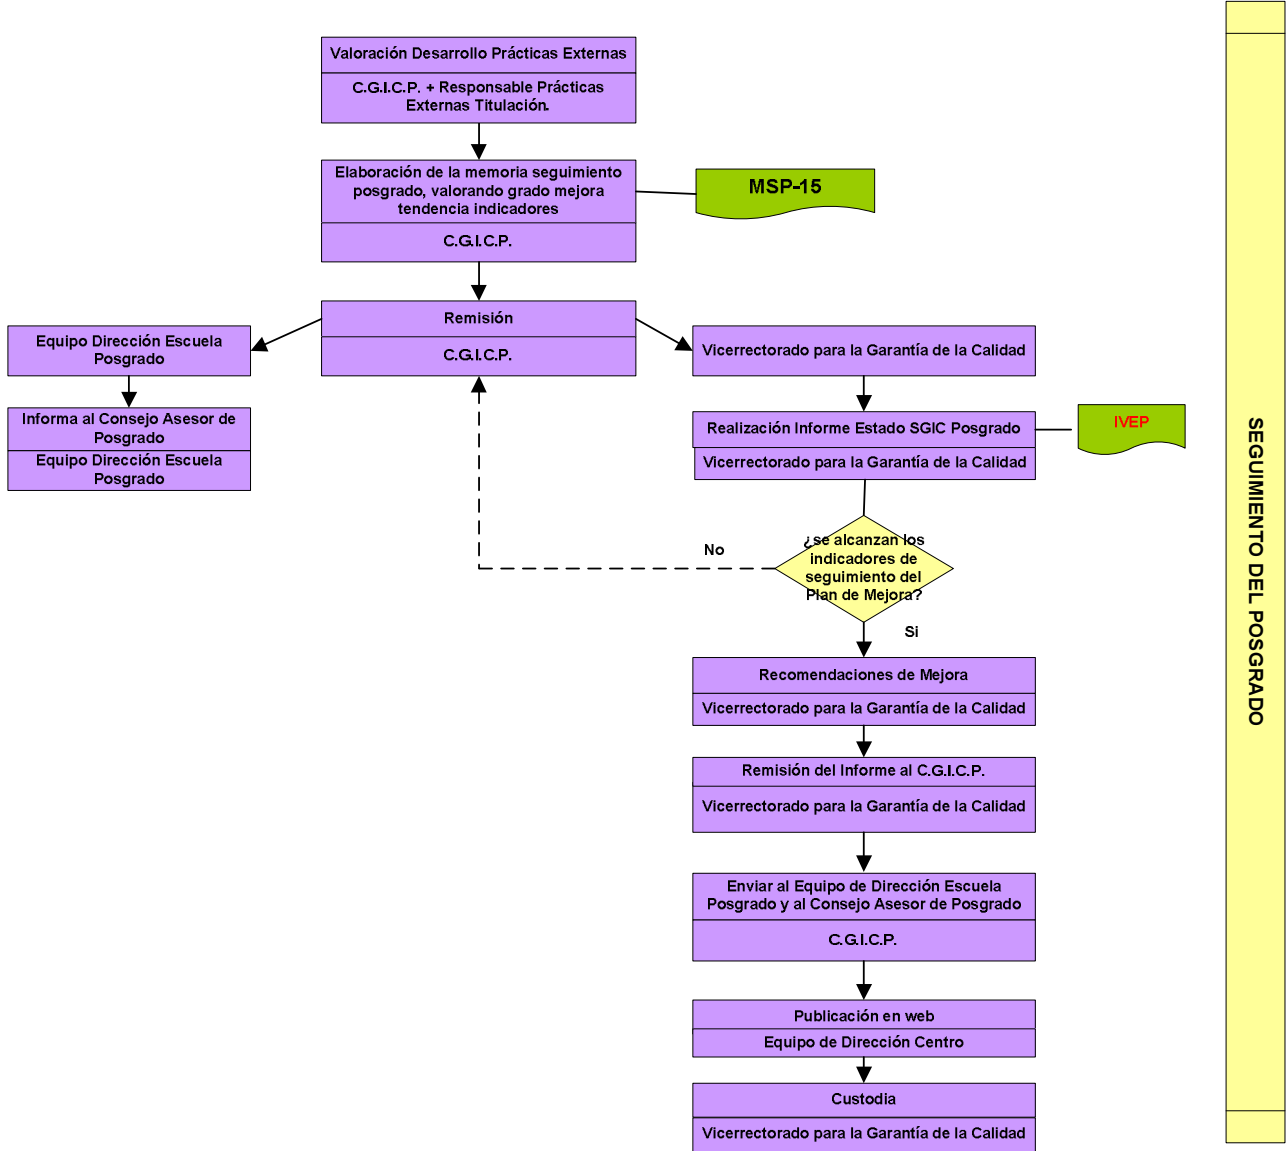 Valoración Desarrollo Prácticas Externas
C.G.I.C.P. + Responsable Prácticas
Externas Titulación.
Elaboración de la memoria seguimiento
posgrado, valorando grado mejora
tendencia indicadores
C.G.I.C.P.
MSP-15
Remisión
C.G.I.C.P.
Equipo Dirección Escuela
Posgrado
Informa al Consejo Asesor de
Posgrado
Equipo Dirección Escuela
Posgrado
Vicerrectorado para la Garantía de la Calidad
Realización Informe Estado SGIC Posgrado
Vicerrectorado para la Garantía de la Calidad
IVEP
¿se alcanzan los
indicadores de
seguimiento del
Plan de Mejora?
No
Si
Recomendaciones de Mejora
Vicerrectorado para la Garantía de la Calidad
Remisión del Informe al C.G.I.C.P.
Vicerrectorado para la Garantía de la Calidad
Enviar al Equipo de Dirección Escuela
Posgrado y al Consejo Asesor de Posgrado
C.G.I.C.P.
Publicación en web
Equipo de Dirección Centro
Custodia
Vicerrectorado para la Garantía de la Calidad
SEGUIMIENTO DEL POSGRADO